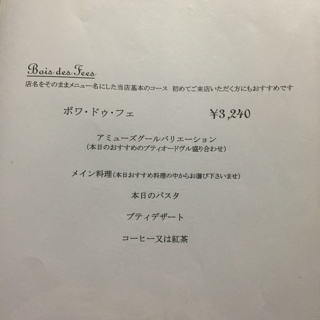 Bois des Fees
店名をそのままメニュー名にした当店基本のコース 初めてご来店いただく方にもおすすめです
ボワ・ドゥ・フェ ¥3,240
アミューズグールバリエーション
(本日のおすすめのプティオードヴル盛り合わせ)
メイン料理(本日おすすめ料理の中からお選び下さいませ)
本日のパスタ
プティデザート
コーヒー又は紅茶